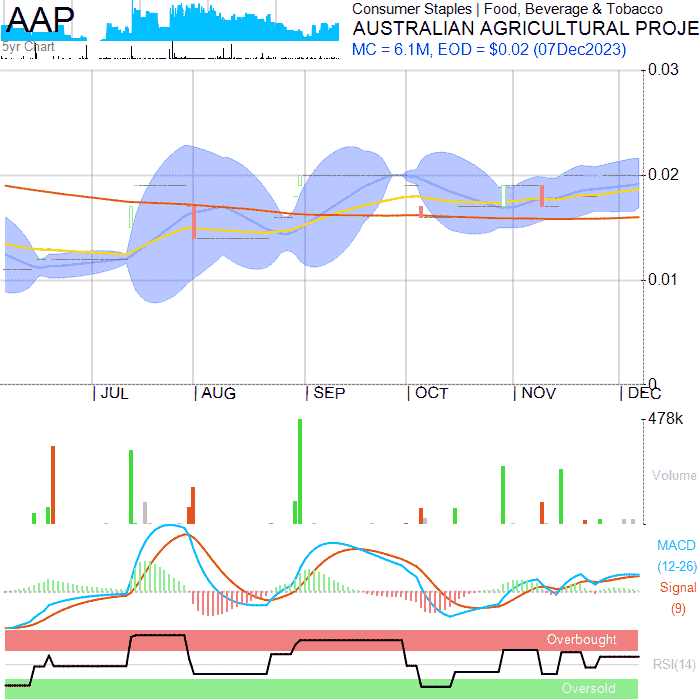 AAP
5yr Chart
Consumer Staples | Food, Beverage & Tobacco
AUSTRALIAN AGRICULTURAL PROJE
MC = 6.1M, EOD = $0.02 (07Dec2023)
0.03
0.02
0.01
0
JUL AUG SEP OCT NOV DEC
478k
Volume
MACD
(12-26)
Signal
(9)
Overbought
RSI(14)
Oversold